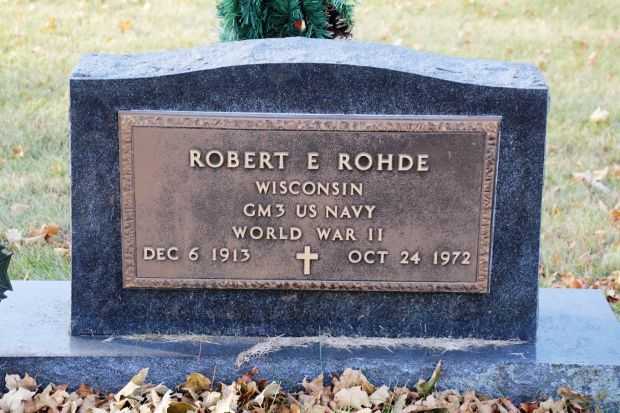 ROBERT E ROHDE
WISCONSIN
GM3 US NAVY
WORLD WAR II
DEC 6 1913 OCT 24 1972